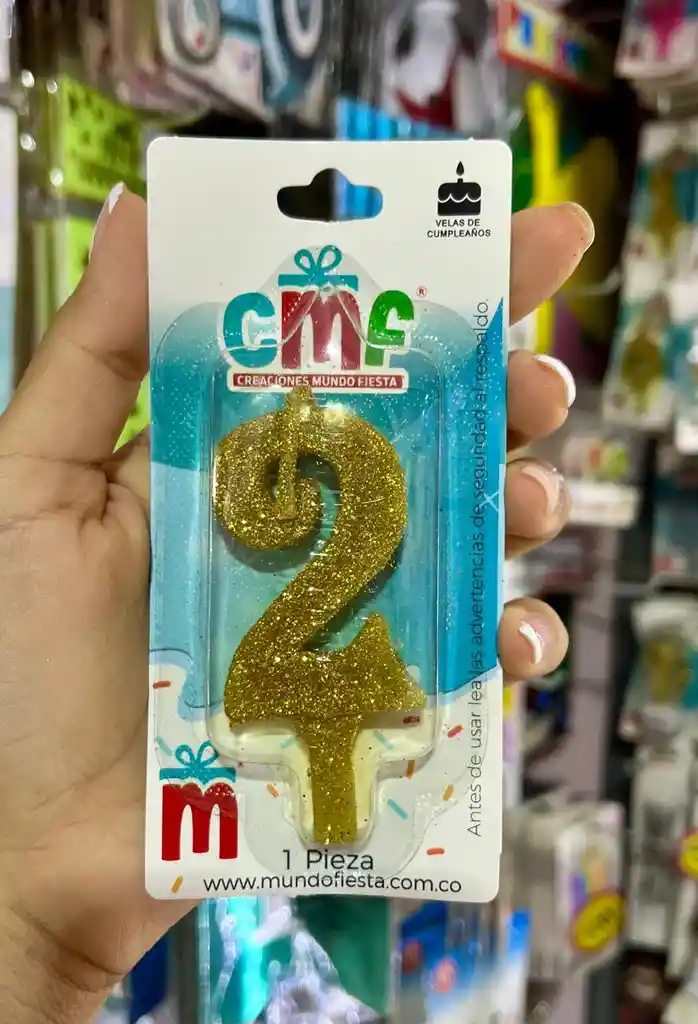 VELAS DE
CUMPLEAÑOS
cmf®
CREACIONES MUNDO FIESTA
Antes de usar lea las advertencias de seguridad al respaldo.
2
m
1 Pieza
www.mundofiesta.com.co